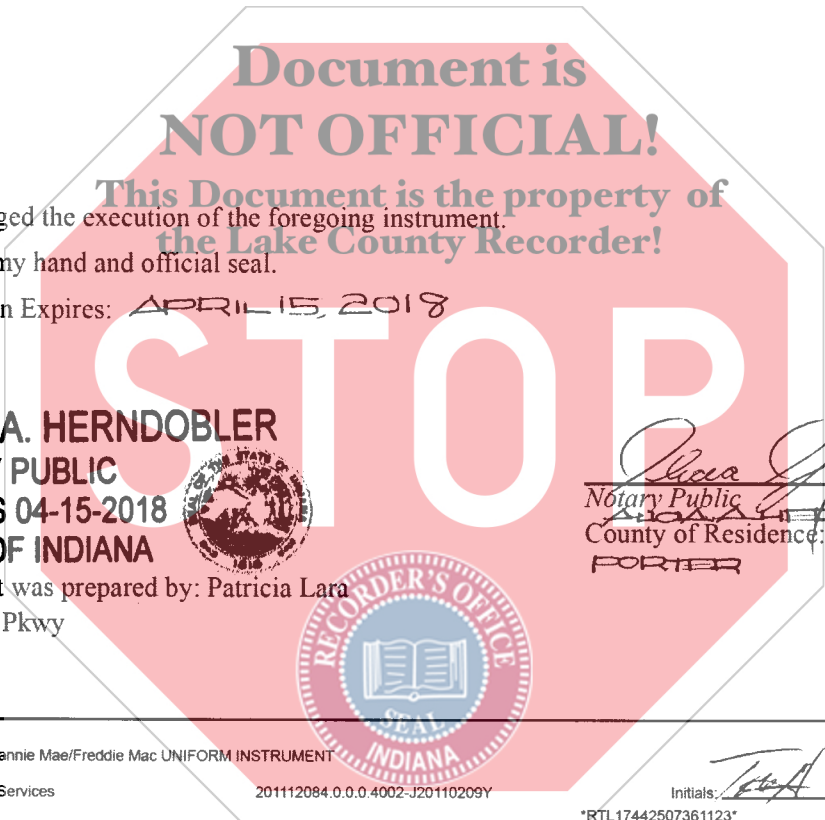 Document is
NOT OFFICIAL!
This Document is the property of
the Lake County Recorder!
ged the execution of the foregoing instrument.
my hand and official seal.
n Expires: APRIL 15, 2018
STOP
A. HERNDOBLER
PUBLIC
S 04-15-2018
OF INDIANA
Notary Public
County of Residence:
PORTER
t was prepared by: Patricia Lara
Pkwy
RECORDER'S OFFICE
SEAL
INDIANA
annie Mae/Freddie Mac UNIFORM INSTRUMENT
Services
201112084.0.0.0.4002-J20110209Y
Initials:
*RTL17442507361123*